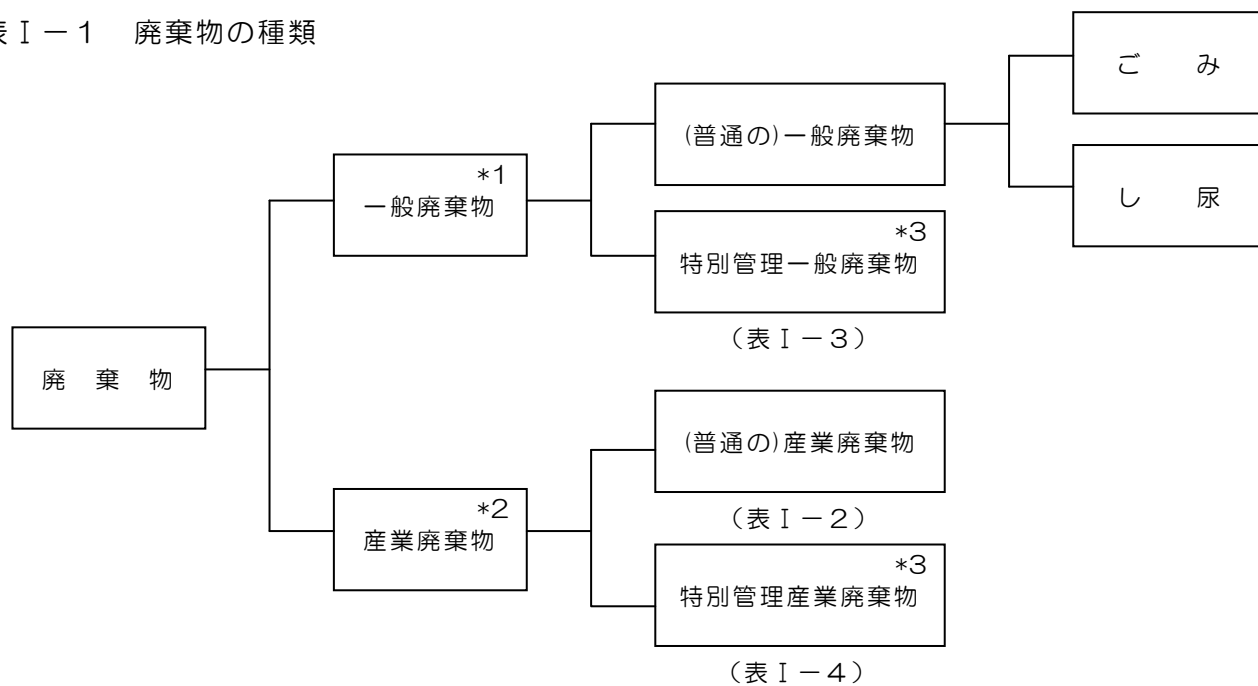 表Ⅰ－１　廃棄物の種類
ご　み
(普通の)一般廃棄物
し　尿
*1
一般廃棄物
*3
特別管理一般廃棄物
（表Ⅰ－３）
廃　棄　物
(普通の)産業廃棄物
（表Ⅰ－２）
*2
産業廃棄物
*3
特別管理産業廃棄物
（表Ⅰ－４）